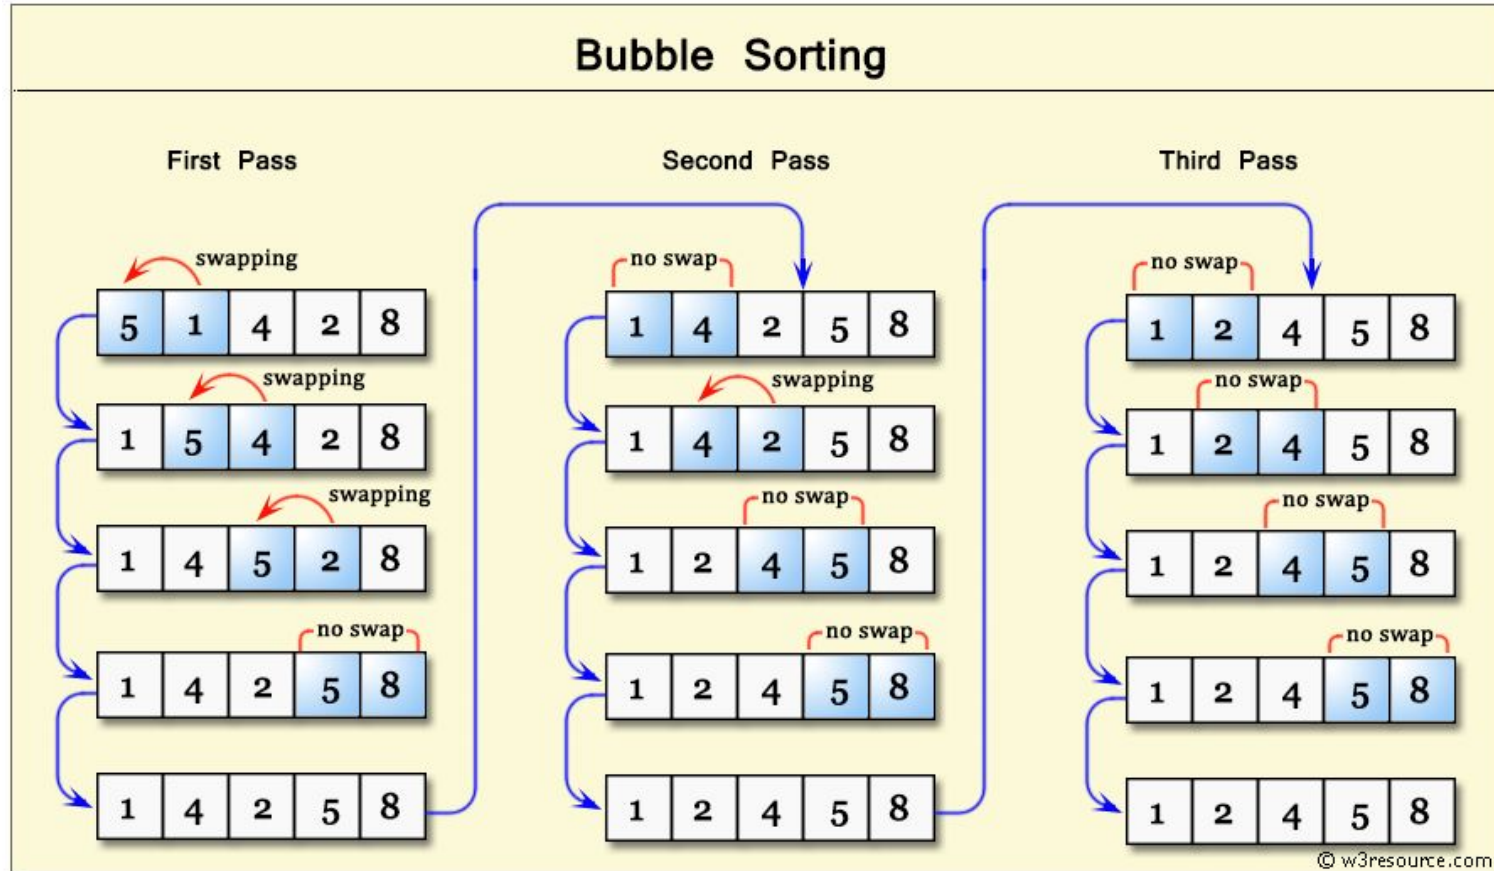 Bubble Sorting
First Pass
swapping
5 1 4 2 8
swapping
1 5 4 2 8
swapping
1 4 5 2 8
no swap
1 4 2 5 8
1 4 2 5 8
Second Pass
no swap
1 4 2 5 8
swapping
1 4 2 5 8
no swap
1 2 4 5 8
no swap
1 2 4 5 8
1 2 4 5 8
Third Pass
no swap
1 2 4 5 8
no swap
1 2 4 5 8
no swap
1 2 4 5 8
no swap
1 2 4 5 8
1 2 4 5 8
© w3resource.com